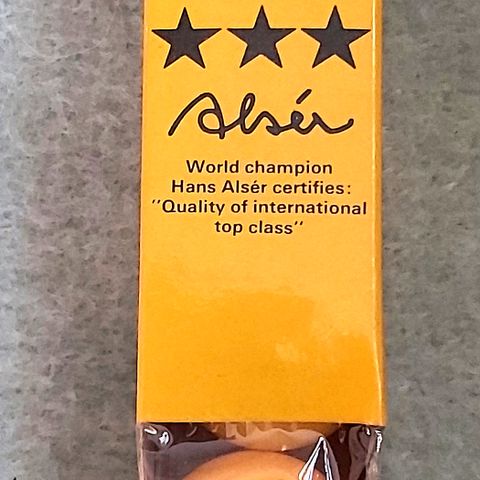 ★★★
Alsér
World champion
Hans Alsér certifies:
"Quality of international
top class"